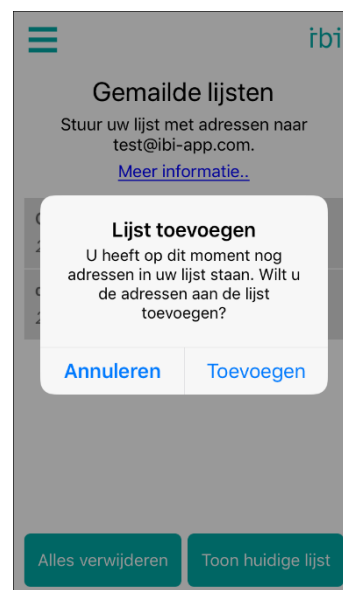 ibi
Gemailde lijsten
Stuur uw lijst met adressen naar
test@ibi-app.com.
Meer informatie..
Lijst toevoegen
U heeft op dit moment nog
adressen in uw lijst staan. Wilt u
de adressen aan de lijst
toevoegen?
Annuleren
Toevoegen
Alles verwijderen
Toon huidige lijst